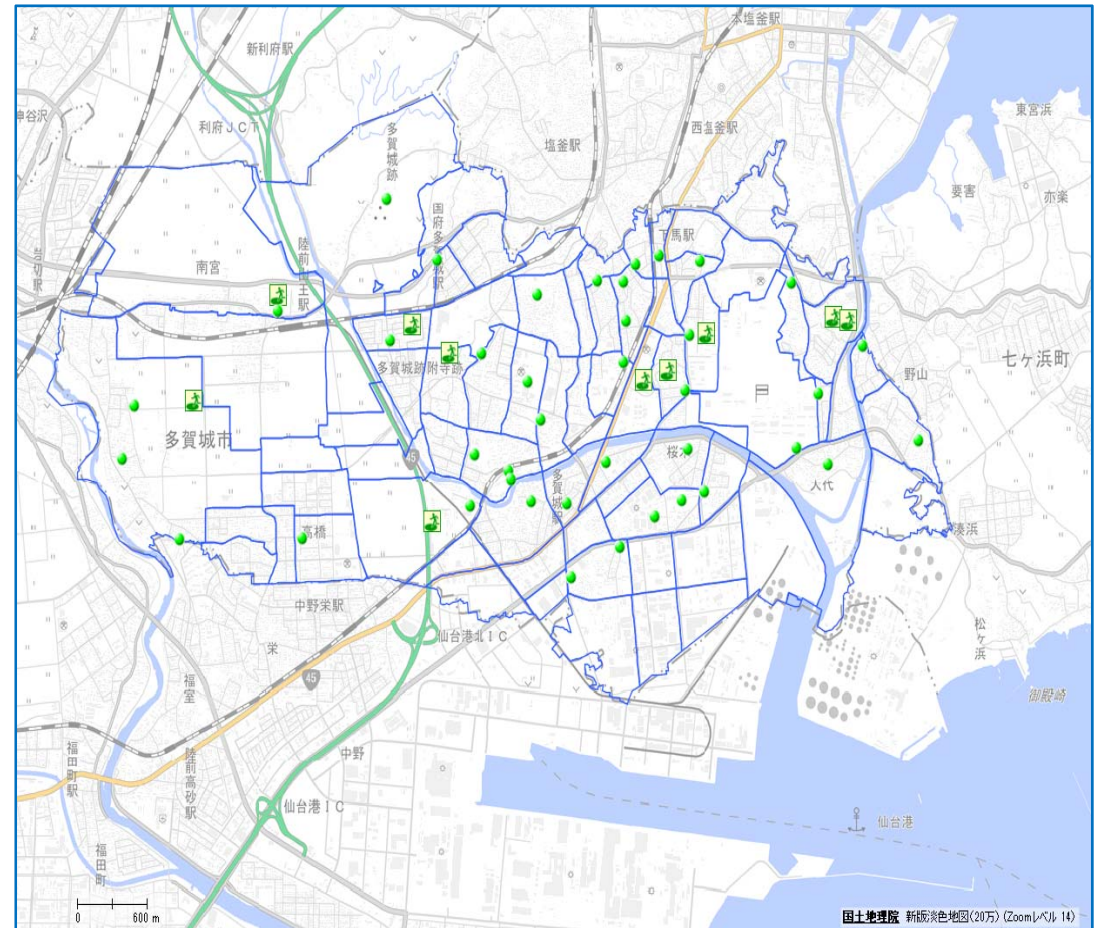 本塩釜駅
新利府駅
神谷沢
東宮浜
利府ＪＣＴ
多賀城跡
塩釜駅
西塩釜駅
要害
亦楽
国府多賀城駅
下馬駅
岩切駅
南宮
陸前山王駅
七ヶ浜町
多賀城跡附寺跡
野山
多賀城市
45
桜木
大代
多賀城駅
高橋
湊浜
中野栄駅
仙台港北ＩＣ
栄
松ヶ浜
福室
45
御殿崎
中野
福田町駅
陸前高砂駅
仙台港ＩＣ
仙台港
福田町
0 600 m
国土地理院 新版淡色地図(20万) (Zoomレベル 14)